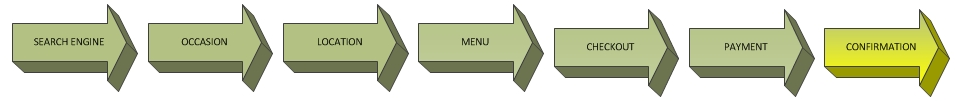 SEARCH ENGINE
OCCASION
LOCATION
MENU
CHECKOUT
PAYMENT
CONFIRMATION